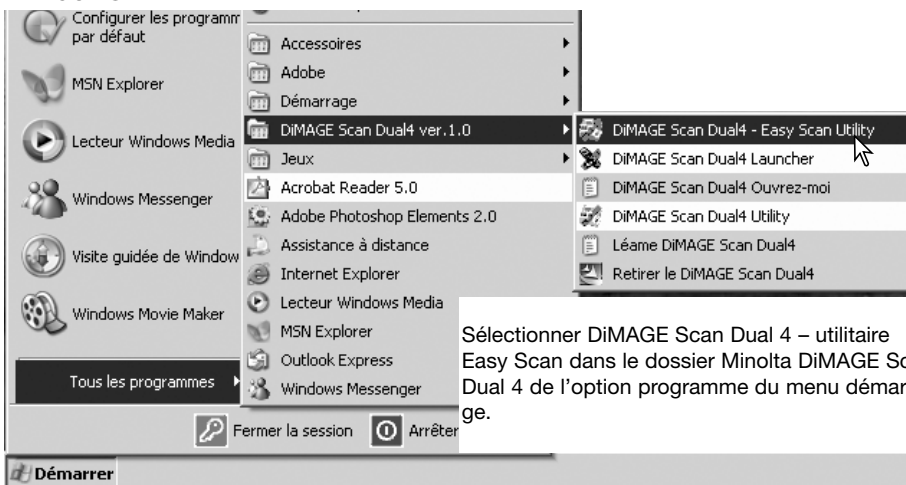 Configurer les programm
par défaut
MSN Explorer
Lecteur Windows Media
Windows Messenger
Visite guidée de Window
Windows Movie Maker
Tous les programmes
Accessoires
Adobe
Démarrage
DiMAGE Scan Dual4 ver.1.0
Jeux
Acrobat Reader 5.0
Adobe Photoshop Elements 2.0
Assistance à distance
Internet Explorer
Lecteur Windows Media
MSN Explorer
Outlook Express
Windows Messenger
DiMAGE Scan Dual4 - Easy Scan Utility
DiMAGE Scan Dual4 Launcher
DiMAGE Scan Dual4 Ouvrez-moi
DiMAGE Scan Dual4 Utility
Léame DiMAGE Scan Dual4
Retirer le DiMAGE Scan Dual4
Sélectionner DiMAGE Scan Dual 4 – utilitaire
Easy Scan dans le dossier Minolta DiMAGE Sc
Dual 4 de l'option programme du menu démar
ge.
Fermer la session
Arrêter
Démarrer